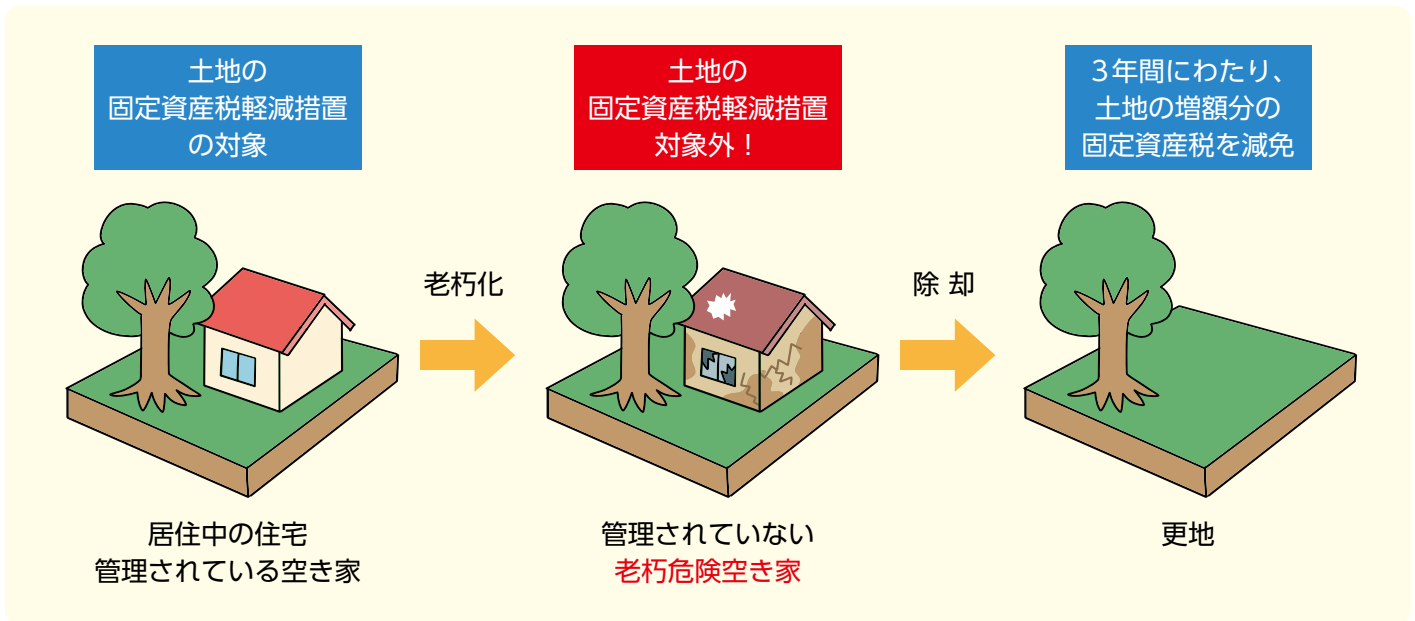 土地の
固定資産税軽減措置
の対象
土地の
固定資産税軽減措置
対象外！
３年間にわたり、
土地の増額分の
固定資産税を減免
老朽化
除 却
居住中の住宅
管理されている空き家
管理されていない
老朽危険空き家
更地